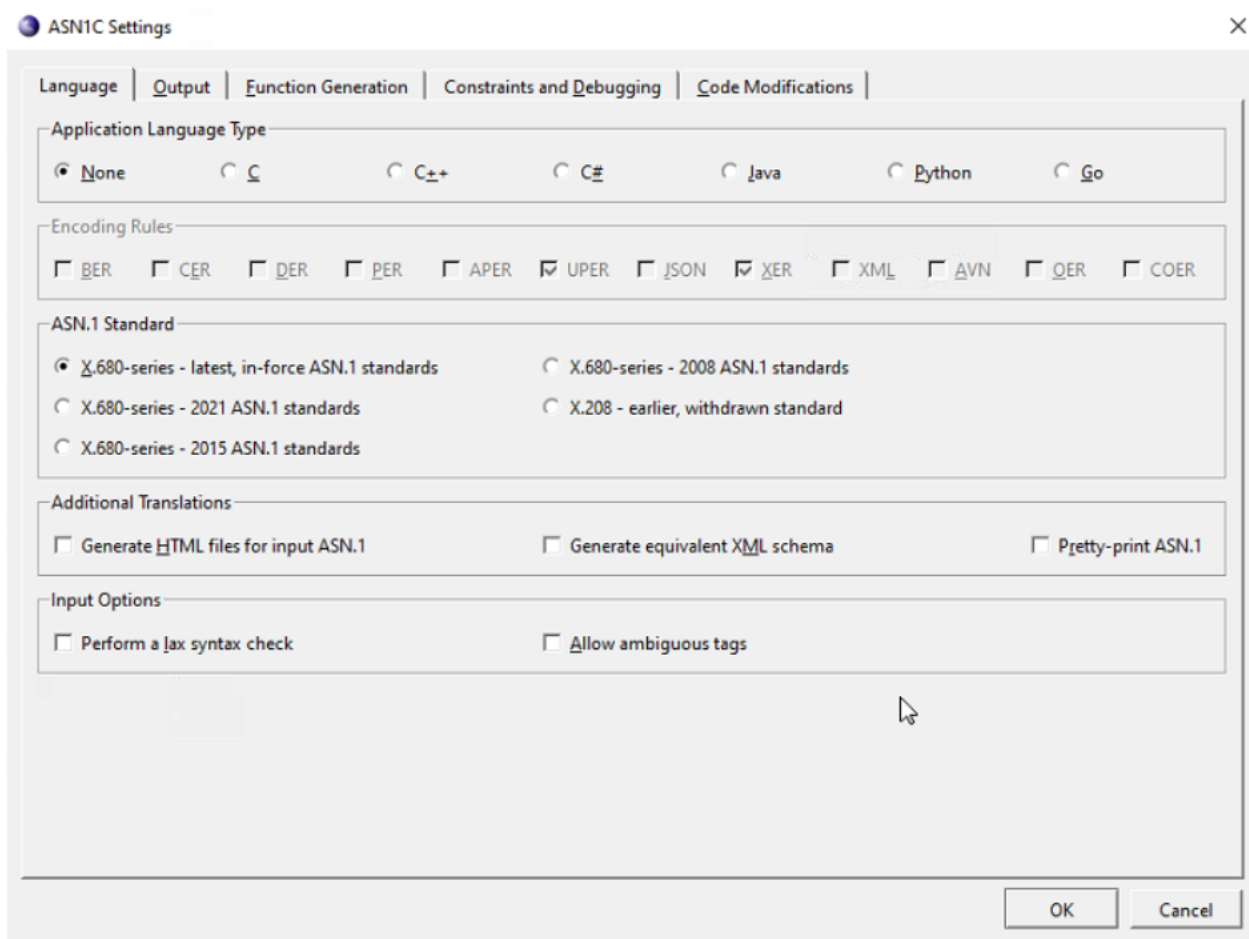 ASN1C Settings
Language Output Function Generation Constraints and Debugging Code Modifications
Application Language Type
None C C++ C# Java Python Go
Encoding Rules
BER CER DER PER APER UPER JSON XER XML AVN OER COER
ASN.1 Standard
X.680-series - latest, in-force ASN.1 standards X.680-series - 2008 ASN.1 standards
X.680-series - 2021 ASN.1 standards X.208 - earlier, withdrawn standard
X.680-series - 2015 ASN.1 standards
Additional Translations
Generate HTML files for input ASN.1 Generate equivalent XML schema Pretty-print ASN.1
Input Options
Perform a lax syntax check Allow ambiguous tags
OK Cancel